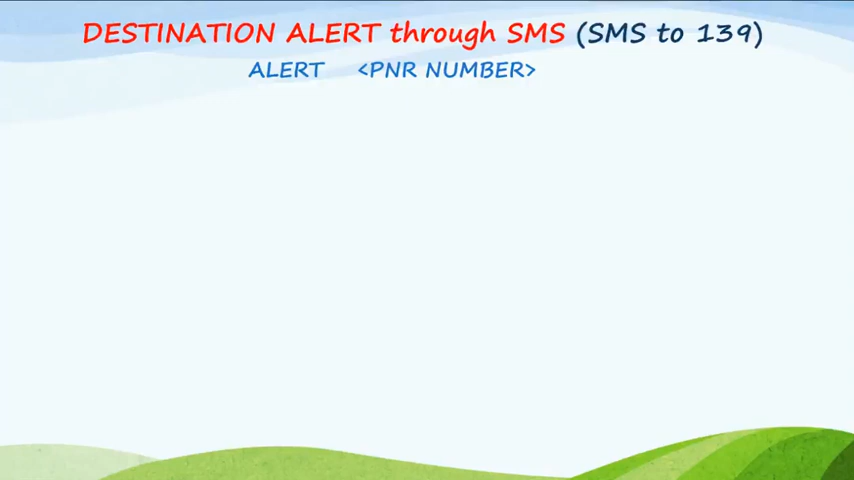 DESTINATION ALERT through SMS (SMS to 139)
ALERT <PNR NUMBER>